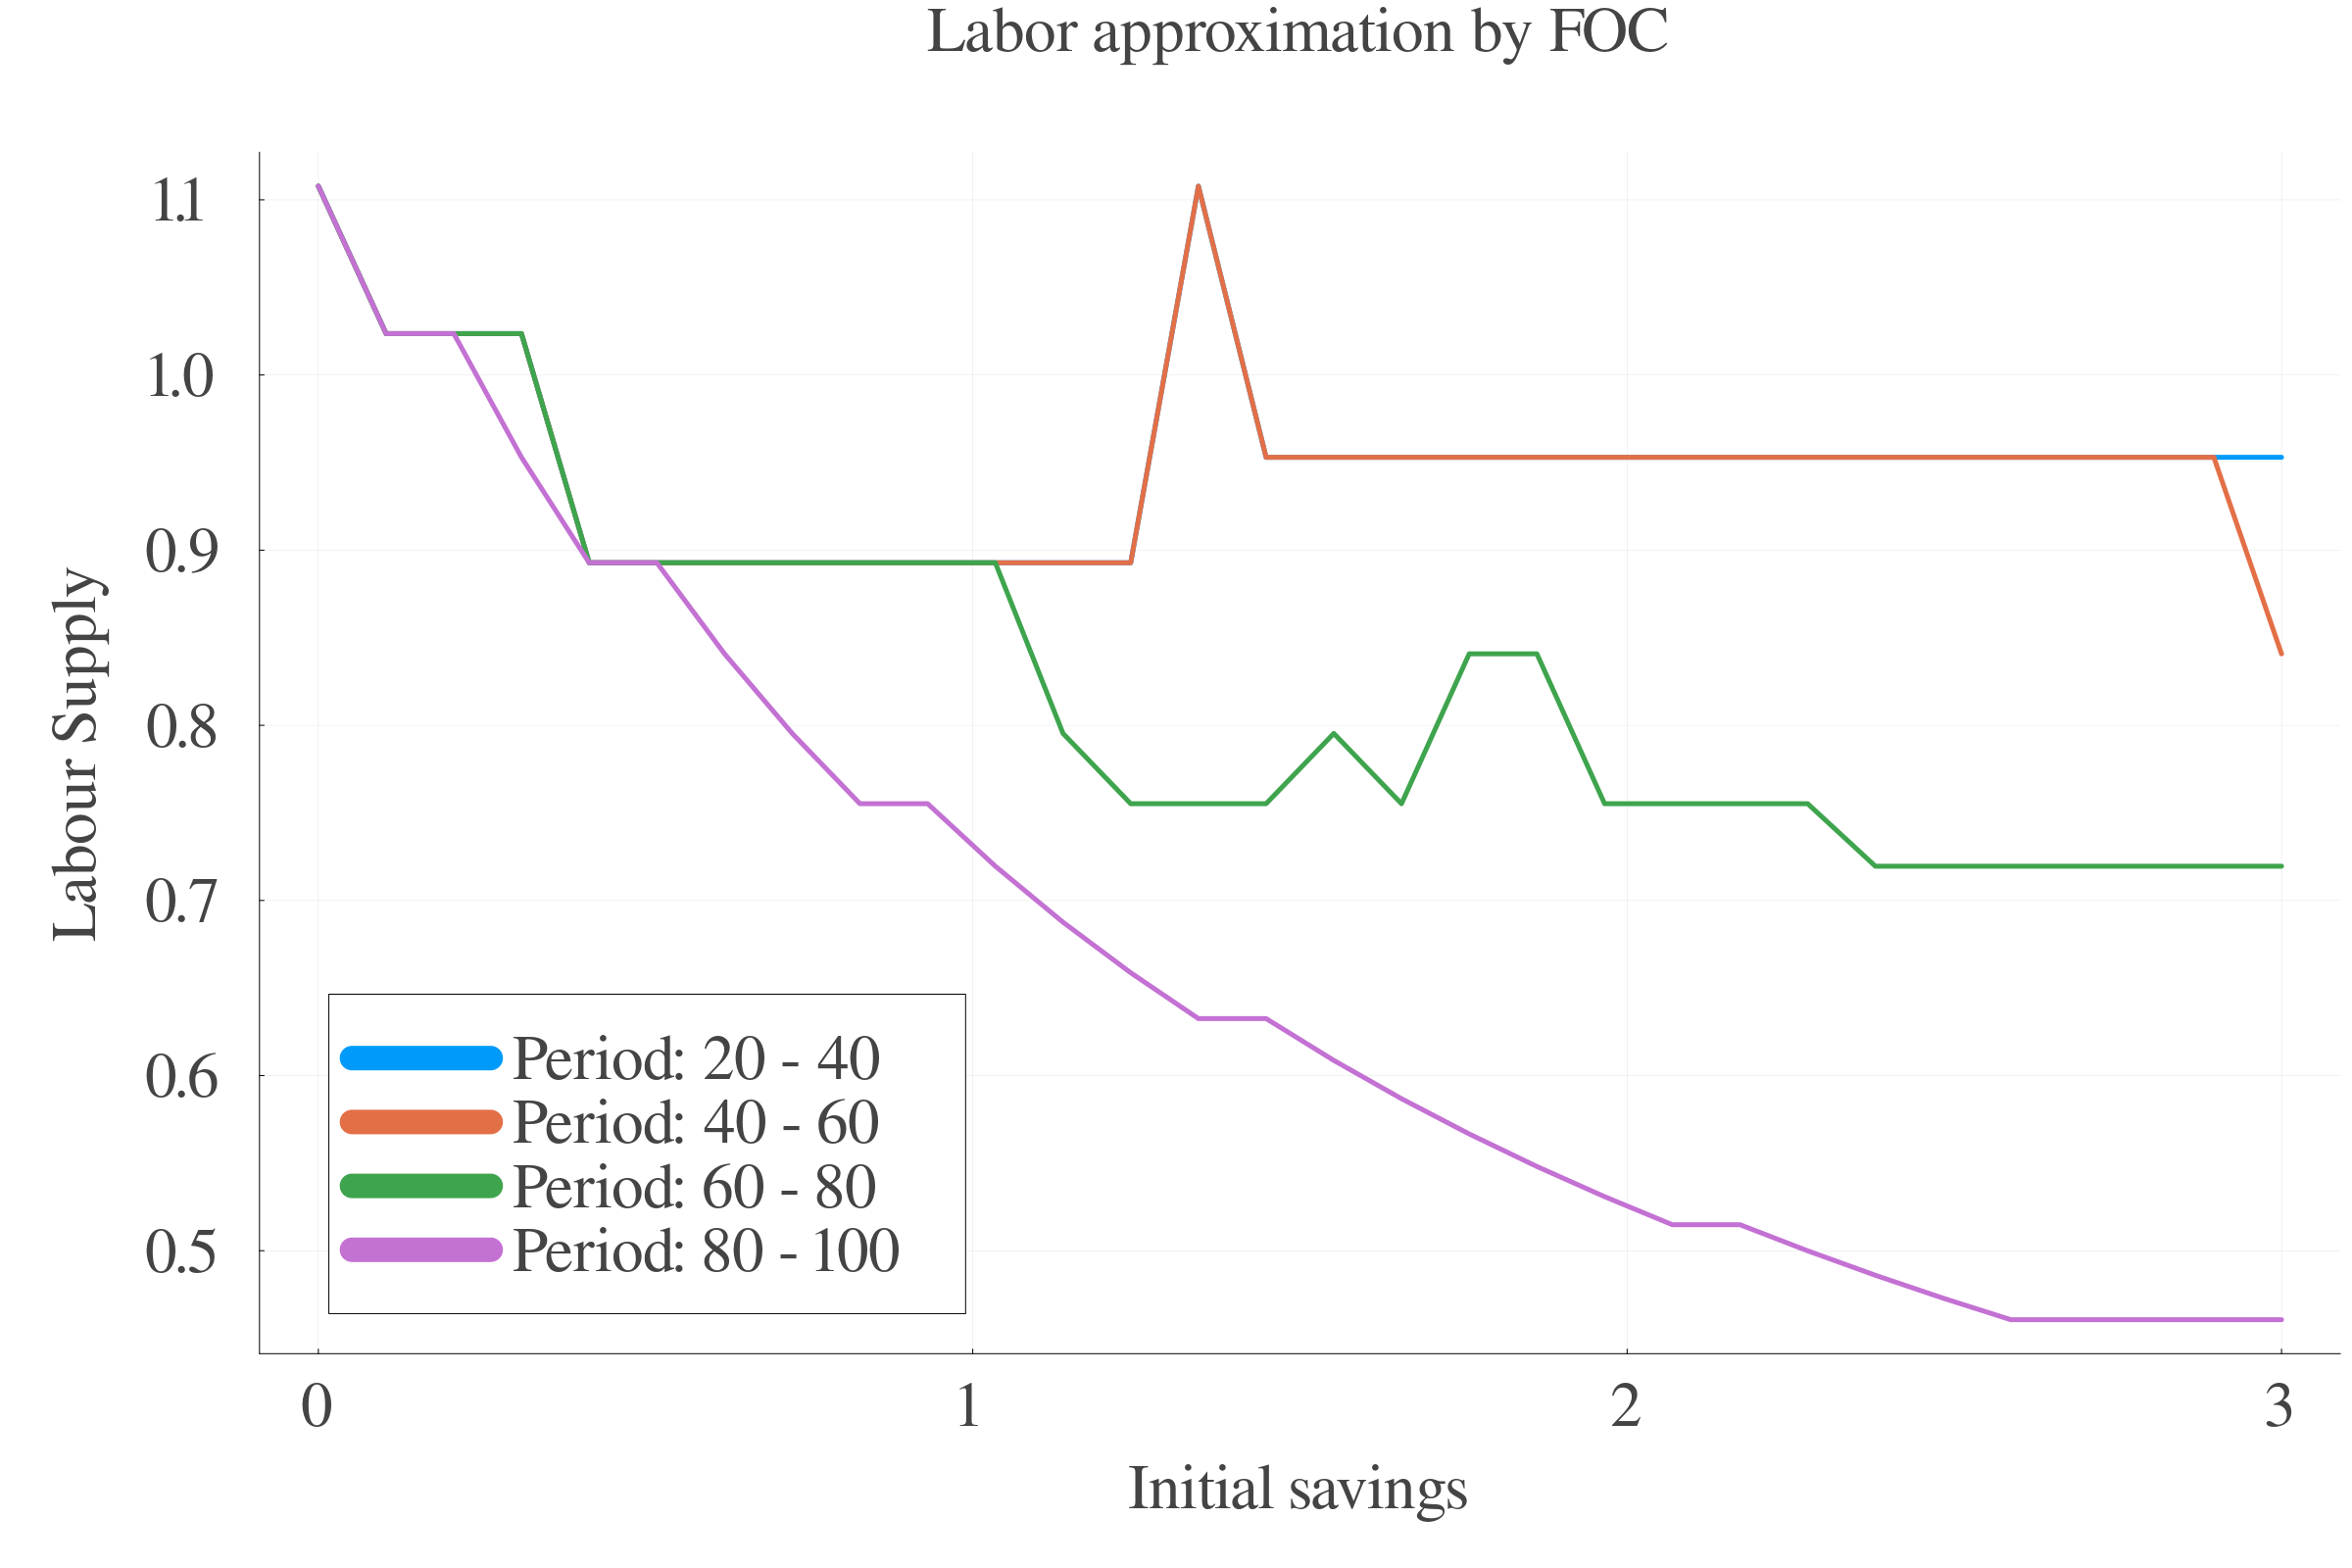 Labor approximation by FOC
Labour Supply
1.1
1.0
0.9
0.8
0.7
0.6
0.5
Period: 20 - 40
Period: 40 - 60
Period: 60 - 80
Period: 80 - 100
0 1 2 3
Initial savings